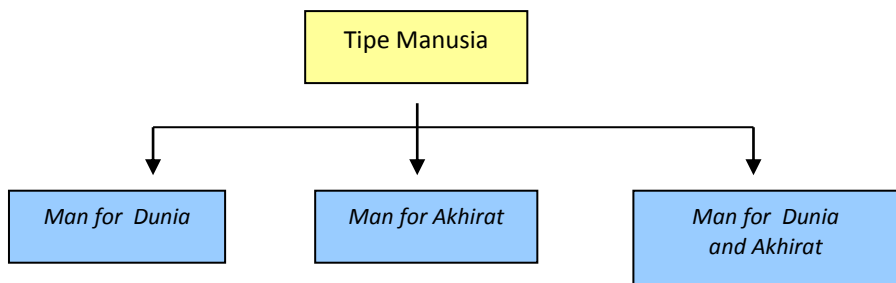 Tipe Manusia
Man for Dunia
Man for Akhirat
Man for Dunia
and Akhirat